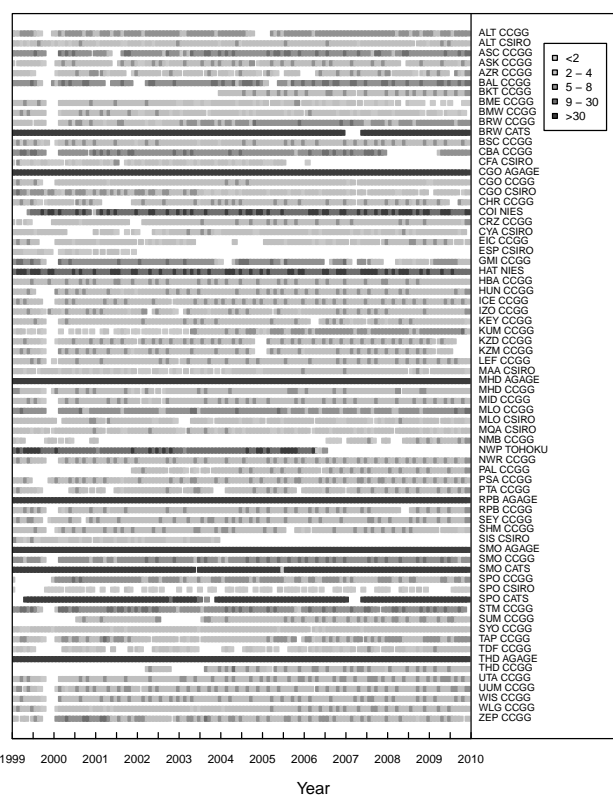 ALT CCGG
ALT CSIRO
ASC CCGG
ASK CCGG
AZR CCGG
BAL CCGG
BKT CCGG
BME CCGG
BMW CCGG
BRW CCGG
BRW CATS
BSC CCGG
CBA CCGG
CFA CSIRO
CGO AGAGE
CGO CCGG
CGO CSIRO
CHR CCGG
COI NIES
CRZ CCGG
CYA CSIRO
EIC CCGG
ESP CSIRO
GMI CCGG
HAT NIES
HBA CCGG
HUN CCGG
ICE CCGG
IZO CCGG
KEY CCGG
KUM CCGG
KZD CCGG
KZM CCGG
LEF CCGG
MAA CSIRO
MHD AGAGE
MHD CCGG
MID CCGG
MLO CCGG
MLO CSIRO
MQA CSIRO
NMB CCGG
NWP TOHOKU
NWR CCGG
PAL CCGG
PSA CCGG
PTA CCGG
RPB AGAGE
RPB CCGG
SEY CCGG
SHM CCGG
SIS CSIRO
SMO AGAGE
SMO CCGG
SMO CATS
SPO CCGG
SPO CSIRO
SPO CATS
STM CCGG
SUM CCGG
SYO CCGG
TAP CCGG
TDF CCGG
THD AGAGE
THD CCGG
UTA CCGG
UUM CCGG
WIS CCGG
WLG CCGG
ZEP CCGG
<2
2 – 4
5 – 8
9 – 30
>30
1999 2000 2001 2002 2003 2004 2005 2006 2007 2008 2009 2010
Year